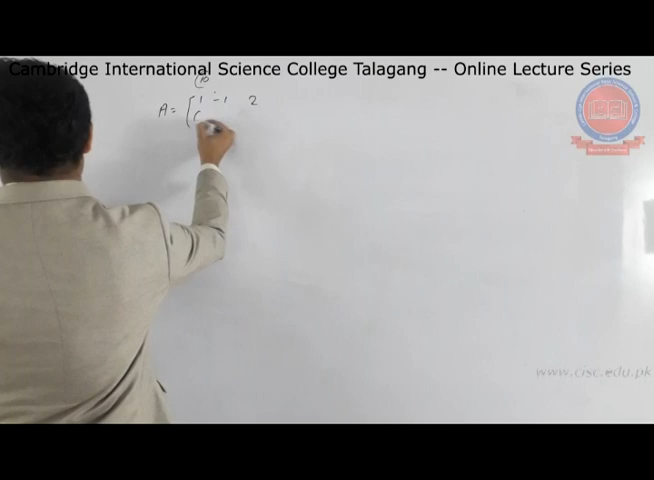 Cambridge International Science College Talagang -- Online Lecture Series
A = [ 1 -1 2
www.cisc.edu.pk